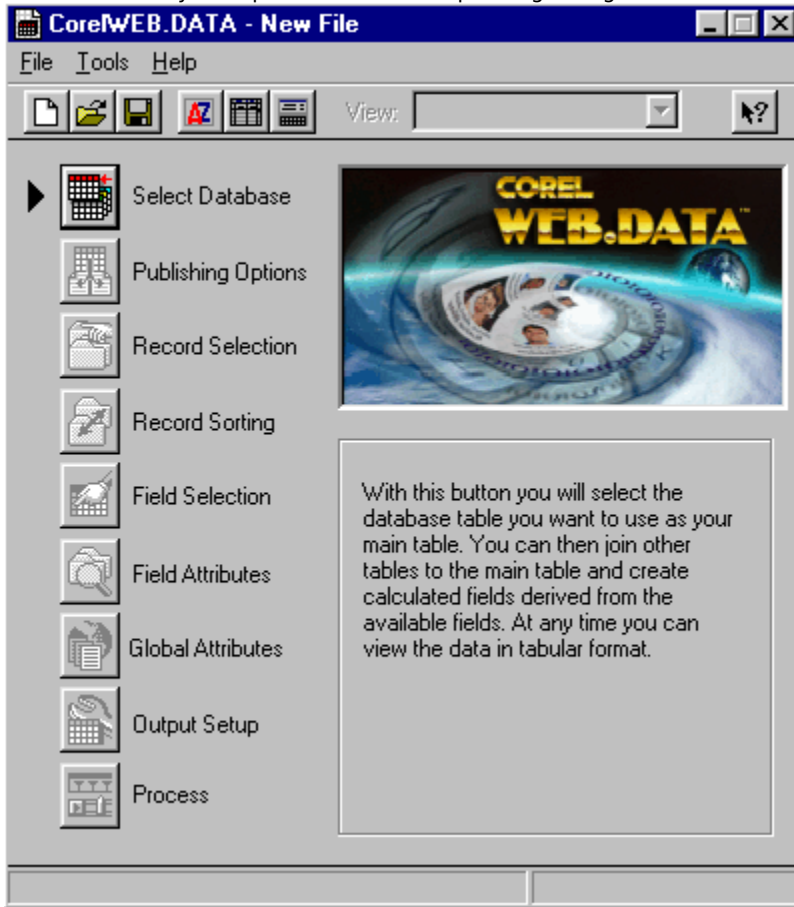 CorelWEB.DATA - New File
File Tools Help
View:
Select Database
Publishing Options
Record Selection
Record Sorting
Field Selection
Field Attributes
Global Attributes
Output Setup
Process
COREL
WEB.DATA™
With this button you will select the
database table you want to use as your
main table. You can then join other
tables to the main table and create
calculated fields derived from the
available fields. At any time you can
view the data in tabular format.